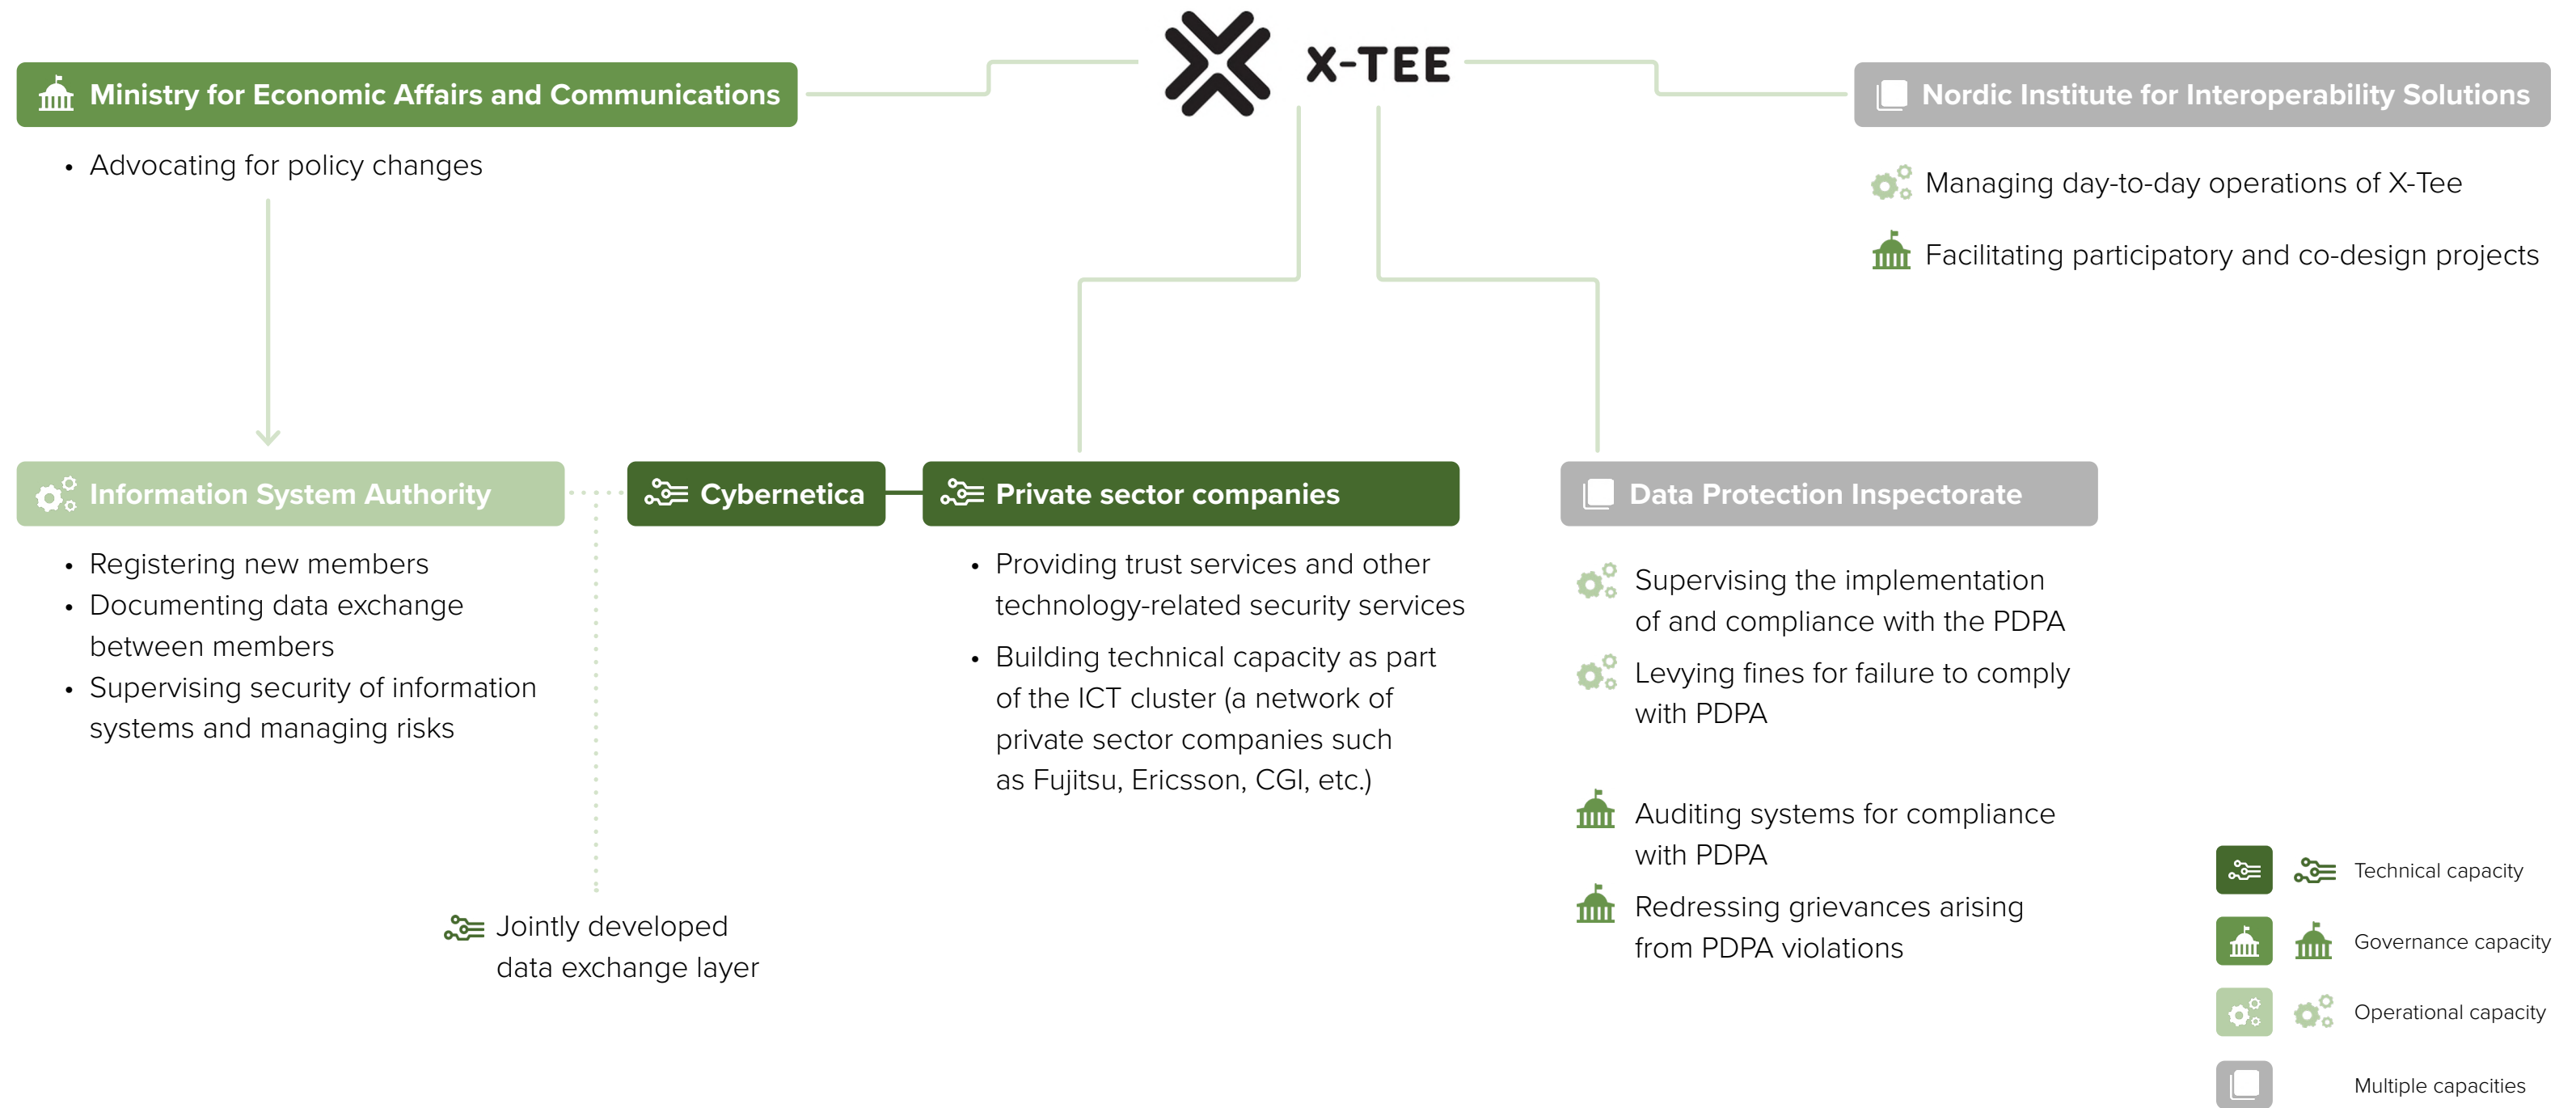 X-TEE
Ministry for Economic Affairs and Communications
• Advocating for policy changes
Nordic Institute for Interoperability Solutions
Managing day-to-day operations of X-Tee
Facilitating participatory and co-design projects
Information System Authority
• Registering new members
• Documenting data exchange
between members
• Supervising security of information
systems and managing risks
Cybernetica
Jointly developed
data exchange layer
Private sector companies
• Providing trust services and other
technology-related security services
• Building technical capacity as part
of the ICT cluster (a network of
private sector companies such
as Fujitsu, Ericsson, CGI, etc.)
Data Protection Inspectorate
Supervising the implementation
of and compliance with the PDPA
Levying fines for failure to comply
with PDPA
Auditing systems for compliance
with PDPA
Redressing grievances arising
from PDPA violations
Technical capacity
Governance capacity
Operational capacity
Multiple capacities